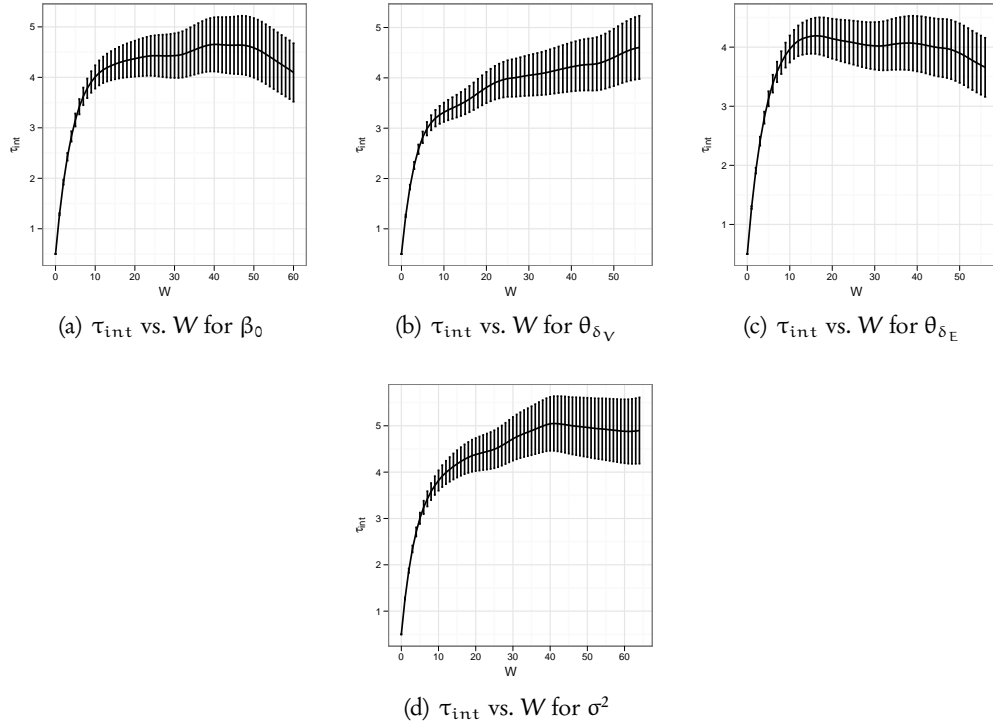 5
4
3
2
1
τint
0 10 20 30 40 50 60
W
(a) τint vs. W for β0
5
4
3
2
1
τint
0 10 20 30 40 50
W
(b) τint vs. W for θδV
4
3
2
1
τint
0 10 20 30 40 50
W
(c) τint vs. W for θδE
5
4
3
2
1
τint
0 10 20 30 40 50 60
W
(d) τint vs. W for σ²